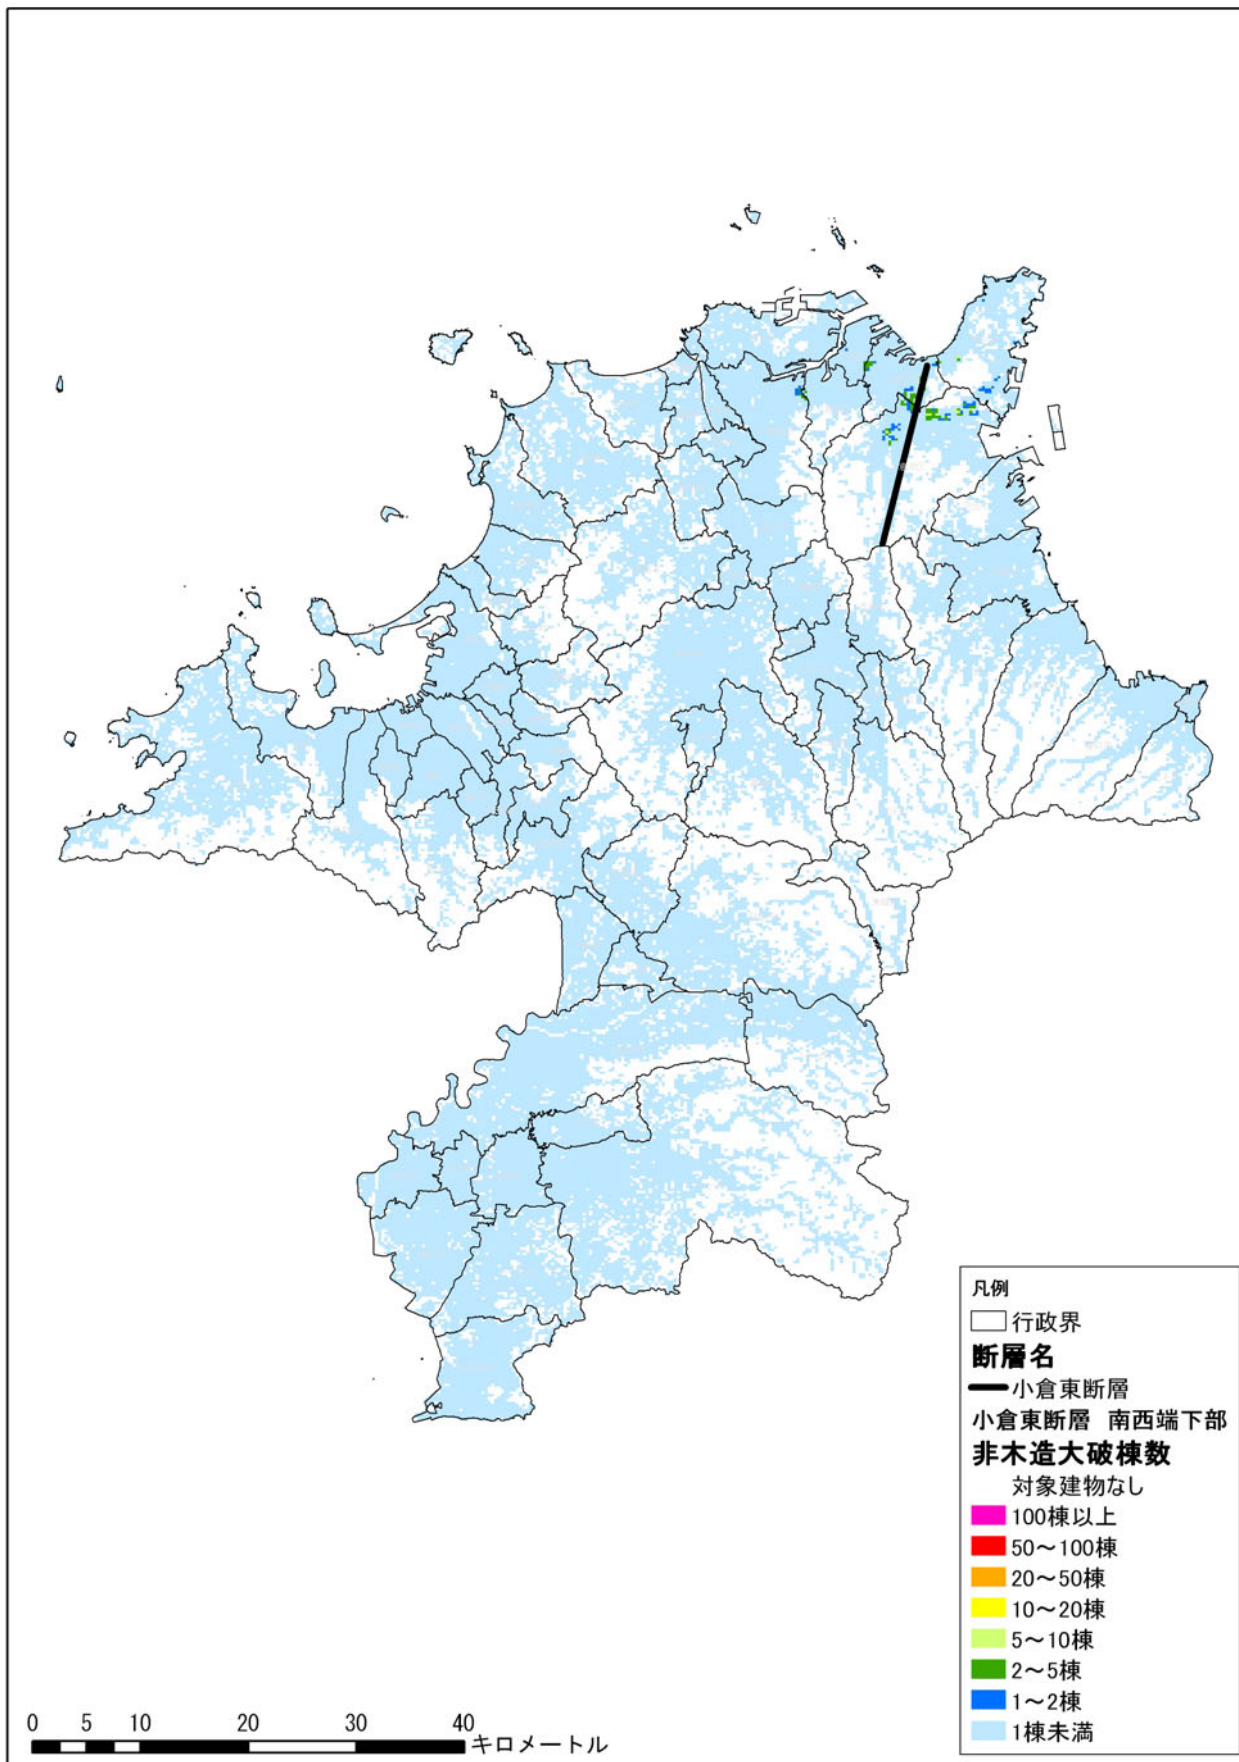 凡例
行政界
断層名
小倉東断層
小倉東断層 南西端下部
非木造大破棟数
対象建物なし
100棟以上
50～100棟
20～50棟
10～20棟
5～10棟
2～5棟
1～2棟
1棟未満
0 5 10 20 30 40
キロメートル